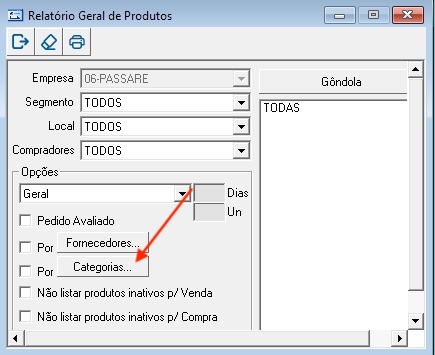 Relatório Geral de Produtos
Empresa 06-PASSARE
Segmento TODOS
Local TODOS
Compradores TODOS
Gôndola
TODAS
Opções
Geral Dias
Un
Pedido Avaliado
Por Fornecedores...
Por Categorias...
Não listar produtos inativos p/ Venda
Não listar produtos inativos p/ Compra